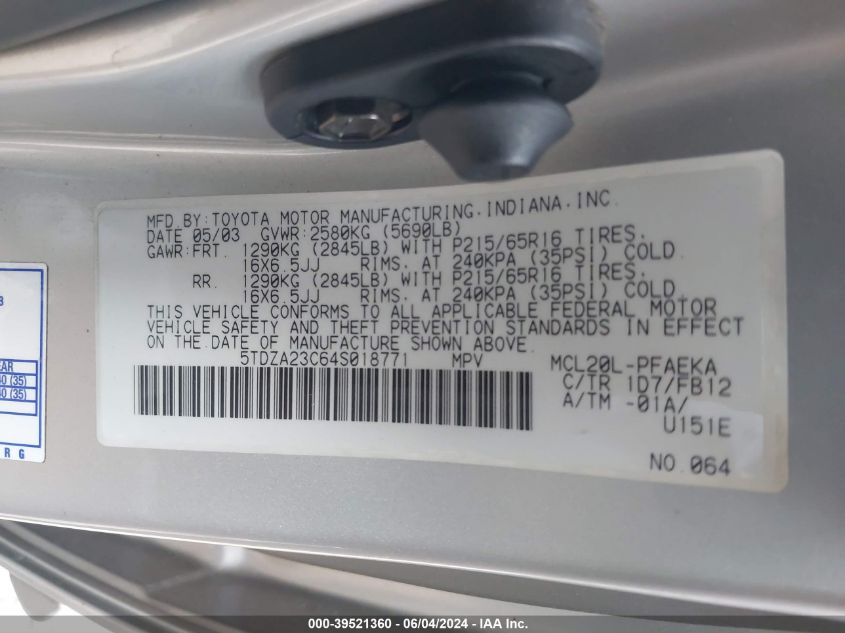 MFD. BY: TOYOTA MOTOR MANUFACTURING, INDIANA, INC.
DATE 05/03 GVWR: 2580KG (5690LB)
GAWR: FRT. 1290KG (2845LB) WITH P215/65R16 TIRES.
16X6.5JJ RIMS. AT 240KPA (35PSI) COLD.
RR. 1290KG (2845LB) WITH P215/65R16 TIRES.
16X6.5JJ RIMS. AT 240KPA (35PSI) COLD.
THIS VEHICLE CONFORMS TO ALL APPLICABLE FEDERAL MOTOR
VEHICLE SAFETY AND THEFT PREVENTION STANDARDS IN EFFECT
ON THE DATE OF MANUFACTURE SHOWN ABOVE.
5TDZA23C64S018771 MPV MCL20L-PFAEKA
C/TR 1D7/FB12
A/TM -01A/
U151E
NO. 064
EAR
(35)
(35)
R G
000-39521360 - 06/04/2024 - IAA Inc.